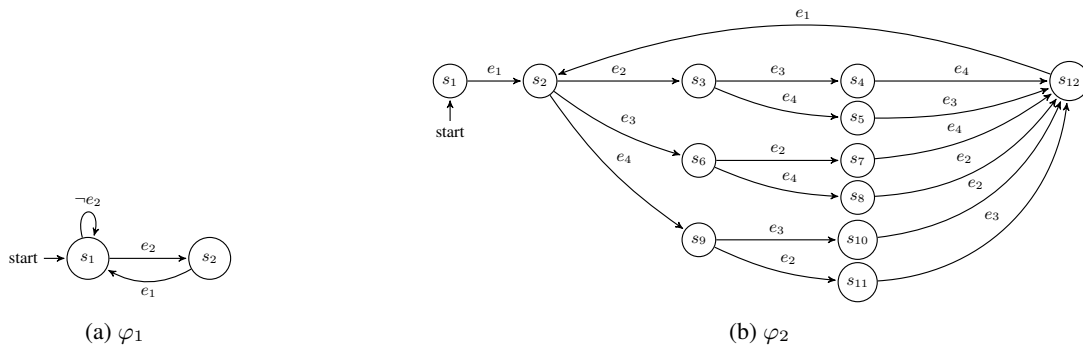 ¬e₂
start
s₁
e₂
s₂
e₁
(a) φ₁
e₁
s₁
e₁
s₂
e₂
s₃
e₃
s₄
e₄
s₁₂
start
e₄
s₅
e₃
e₃
s₆
e₂
s₇
e₄
e₄
s₈
e₂
e₄
s₉
e₃
s₁₀
e₂
e₂
s₁₁
e₃
(b) φ₂